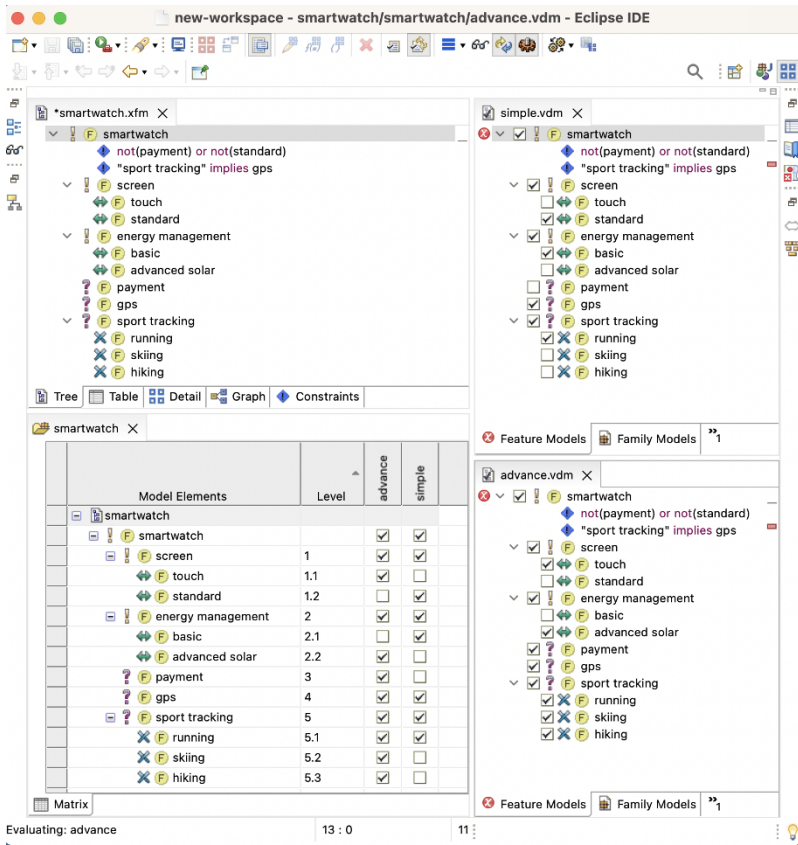 new-workspace - smartwatch/smartwatch/advance.vdm - Eclipse IDE
*smartwatch.xfm
smartwatch
not(payment) or not(standard)
"sport tracking" implies gps
screen
touch
standard
energy management
basic
advanced solar
payment
gps
sport tracking
running
skiing
hiking
Tree Table Detail Graph Constraints
simple.vdm
smartwatch
not(payment) or not(standard)
"sport tracking" implies gps
screen
touch
standard
energy management
basic
advanced solar
payment
gps
sport tracking
running
skiing
hiking
Feature Models Family Models »1
smartwatch
Model Elements Level advance simple
smartwatch
smartwatch
screen 1
touch 1.1
standard 1.2
energy management 2
basic 2.1
advanced solar 2.2
payment 3
gps 4
sport tracking 5
running 5.1
skiing 5.2
hiking 5.3
Matrix
advance.vdm
smartwatch
not(payment) or not(standard)
"sport tracking" implies gps
screen
touch
standard
energy management
basic
advanced solar
payment
gps
sport tracking
running
skiing
hiking
Feature Models Family Models »1
Evaluating: advance 13 : 0 11